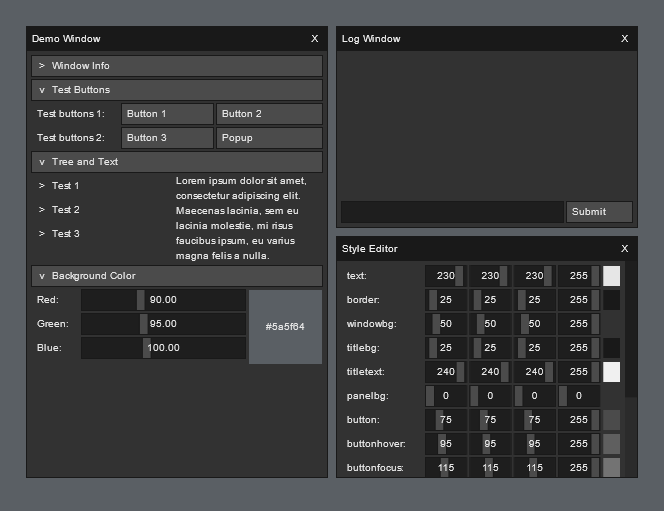 Demo Window X
> Window Info
v Test Buttons
Test buttons 1: Button 1 Button 2
Test buttons 2: Button 3 Popup
v Tree and Text
> Test 1
> Test 2
> Test 3
Lorem ipsum dolor sit amet,
consectetur adipiscing elit.
Maecenas lacinia, sem eu
lacinia molestie, mi risus
faucibus ipsum, eu varius
magna felis a nulla.
v Background Color
Red: 90.00
Green: 95.00
Blue: 100.00
#5a5f64
Log Window X
Submit
Style Editor X
text: 230 230 230 255
border: 25 25 25 255
windowbg: 50 50 50 255
titlebg: 25 25 25 255
titletext: 240 240 240 255
panelbg: 0 0 0 0
button: 75 75 75 255
buttonhover: 95 95 95 255
buttonfocus: 115 115 115 255